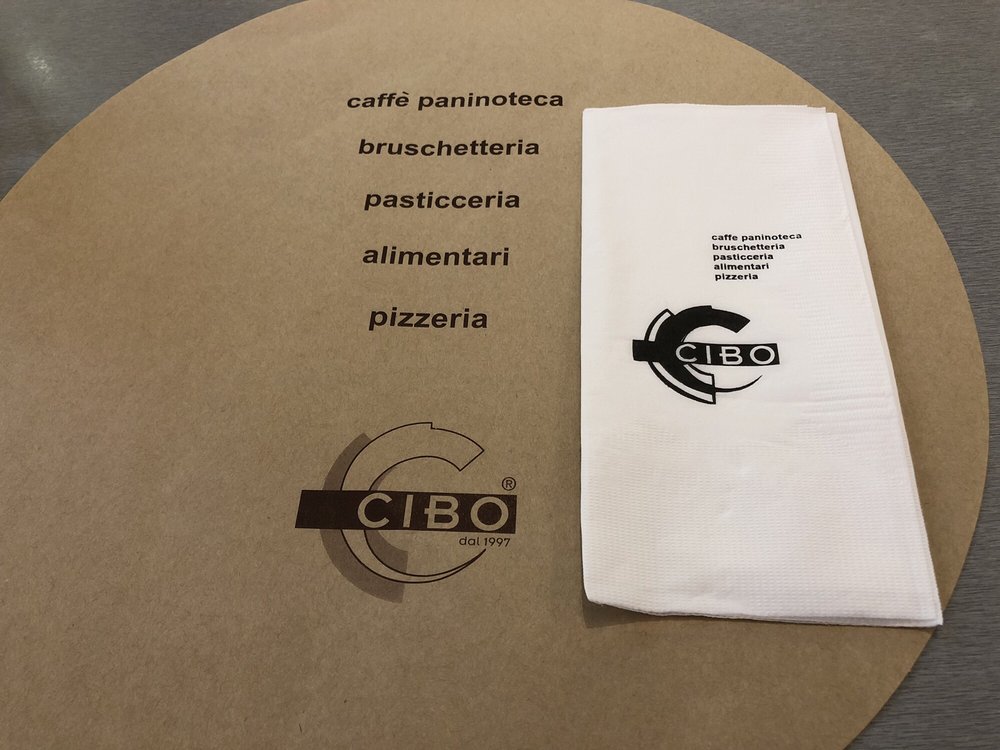 caffè paninoteca
bruschetteria
pasticceria
alimentari
pizzeria
CIBO®
dal 1997
caffe paninoteca
bruschetteria
pasticceria
alimentari
pizzeria
CIBO